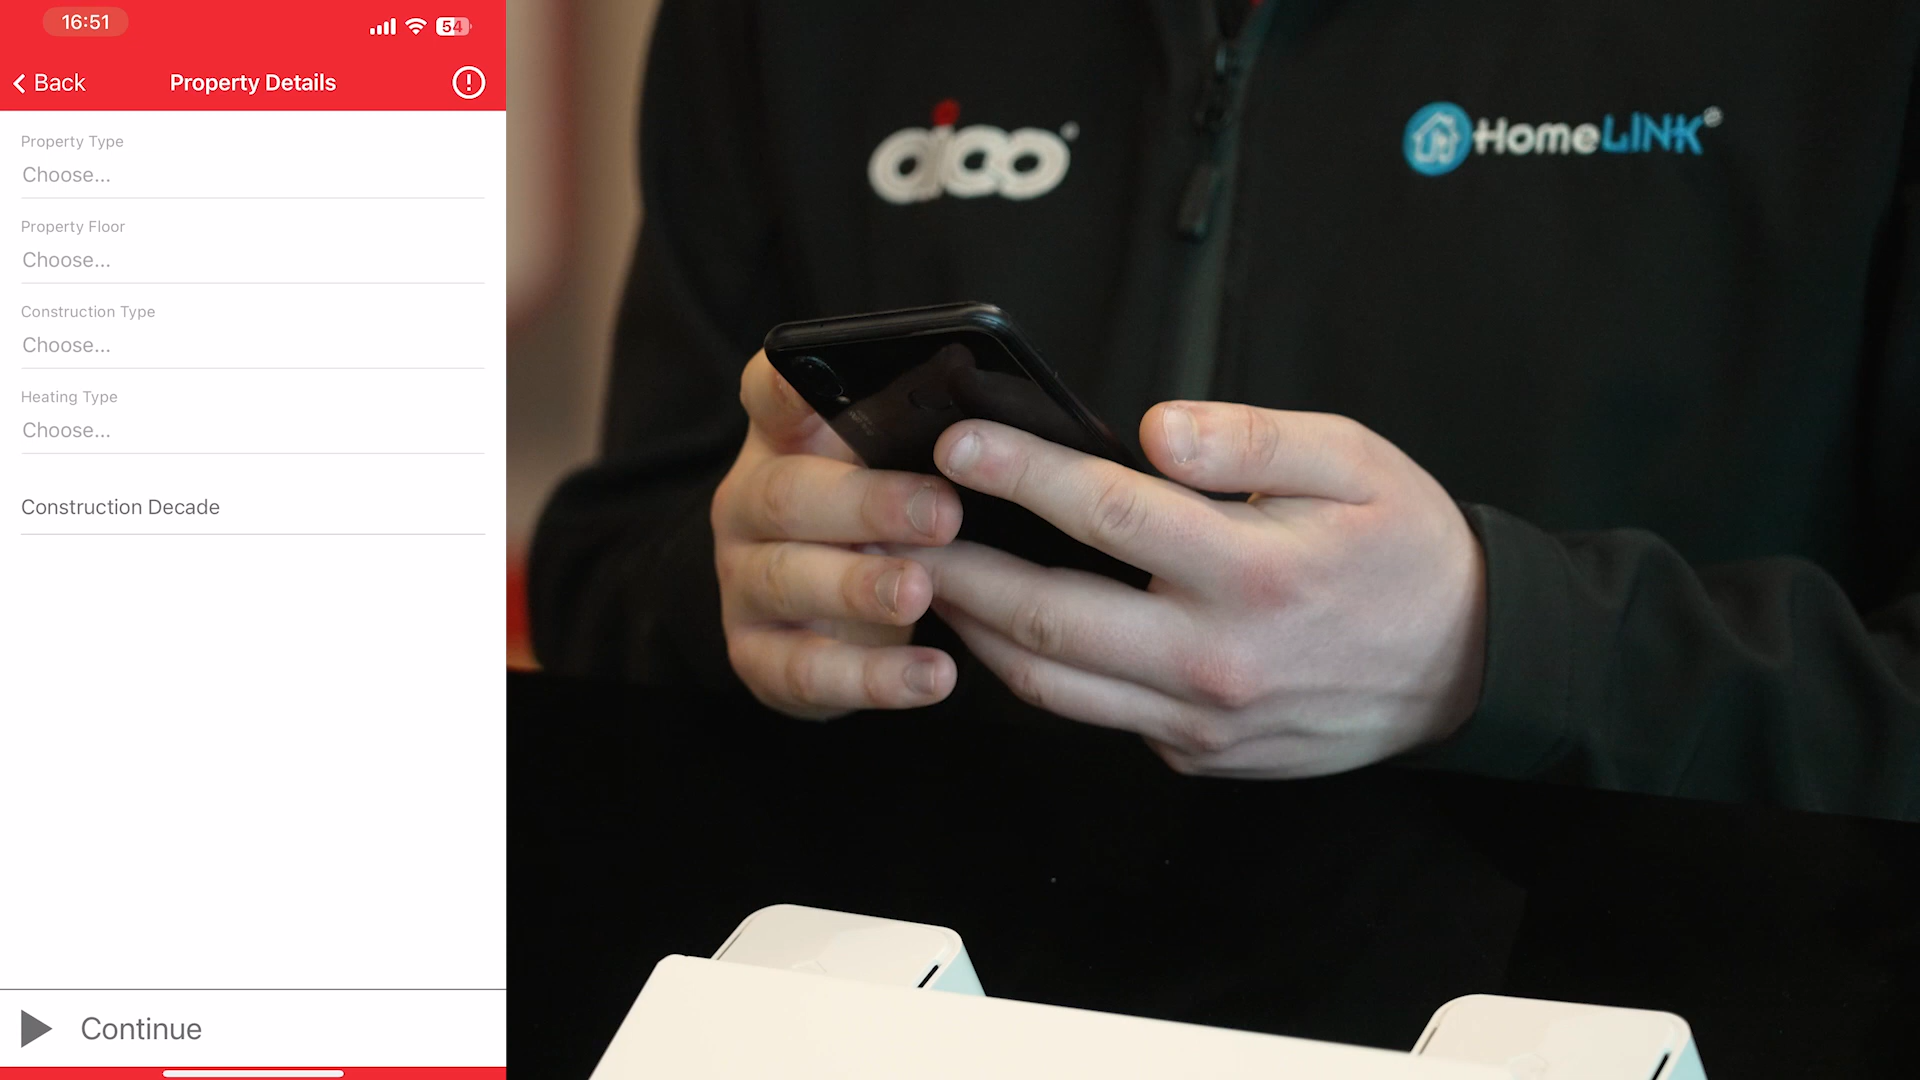 16:51
54
Back
Property Details
Property Type
Choose...
Property Floor
Choose...
Construction Type
Choose...
Heating Type
Choose...
Construction Decade
Continue
aico
HomeLINK